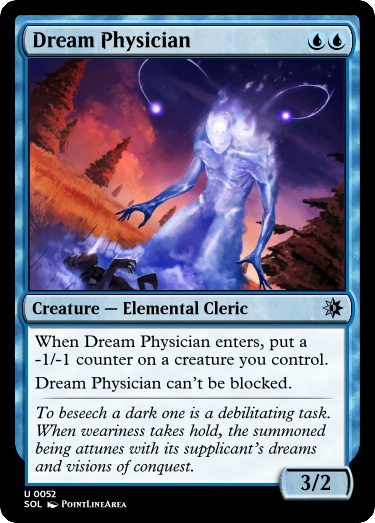 Dream Physician
Creature — Elemental Cleric
When Dream Physician enters, put a
-1/-1 counter on a creature you control.
Dream Physician can't be blocked.
To beseech a dark one is a debilitating task.
When weariness takes hold, the summoned
being attunes with its supplicant's dreams
and visions of conquest.
3/2
U 0052
SOL PointLineArea